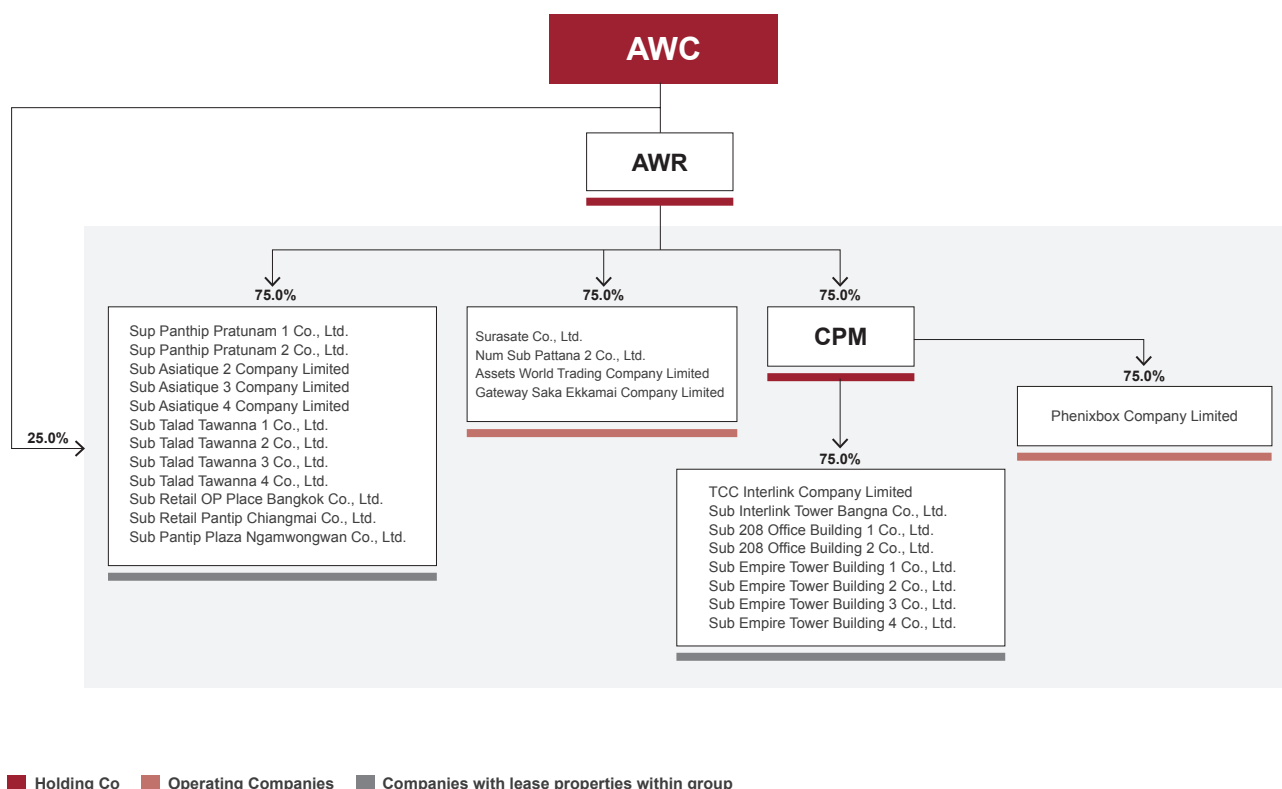 AWC
AWR
75.0%
75.0%
75.0%
Sup Panthip Pratunam 1 Co., Ltd.
Sup Panthip Pratunam 2 Co., Ltd.
Sub Asiatique 2 Company Limited
Sub Asiatique 3 Company Limited
Sub Asiatique 4 Company Limited
Sub Talad Tawanna 1 Co., Ltd.
Sub Talad Tawanna 2 Co., Ltd.
Sub Talad Tawanna 3 Co., Ltd.
Sub Talad Tawanna 4 Co., Ltd.
Sub Retail OP Place Bangkok Co., Ltd.
Sub Retail Pantip Chiangmai Co., Ltd.
Sub Pantip Plaza Ngamwongwan Co., Ltd.
Surasate Co., Ltd.
Num Sub Pattana 2 Co., Ltd.
Assets World Trading Company Limited
Gateway Saka Ekkamai Company Limited
CPM
75.0%
Phenixbox Company Limited
25.0%
75.0%
TCC Interlink Company Limited
Sub Interlink Tower Bangna Co., Ltd.
Sub 208 Office Building 1 Co., Ltd.
Sub 208 Office Building 2 Co., Ltd.
Sub Empire Tower Building 1 Co., Ltd.
Sub Empire Tower Building 2 Co., Ltd.
Sub Empire Tower Building 3 Co., Ltd.
Sub Empire Tower Building 4 Co., Ltd.
Holding Co Operating Companies Companies with lease properties within group